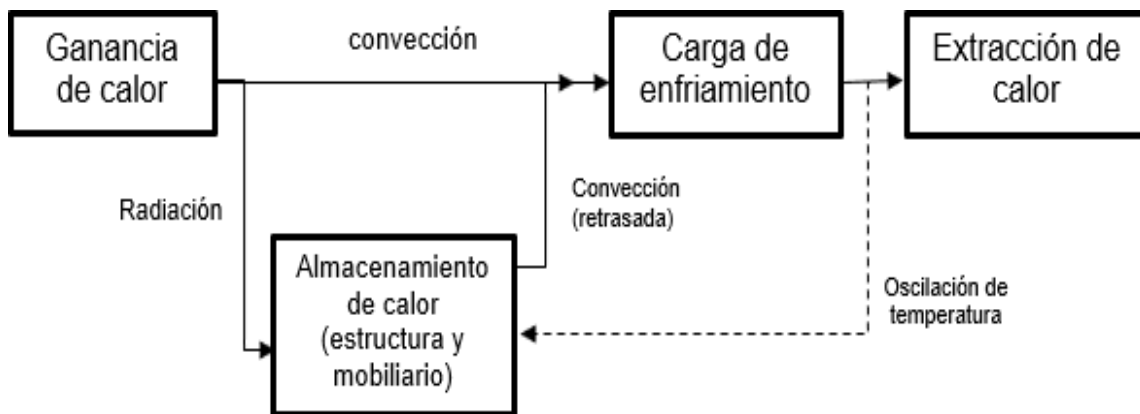 Ganancia
de calor
convección
Carga de
enfriamiento
Extracción de
calor
Radiación
Convección
(retrasada)
Almacenamiento
de calor
(estructura y
mobiliario)
Oscilación de
temperatura